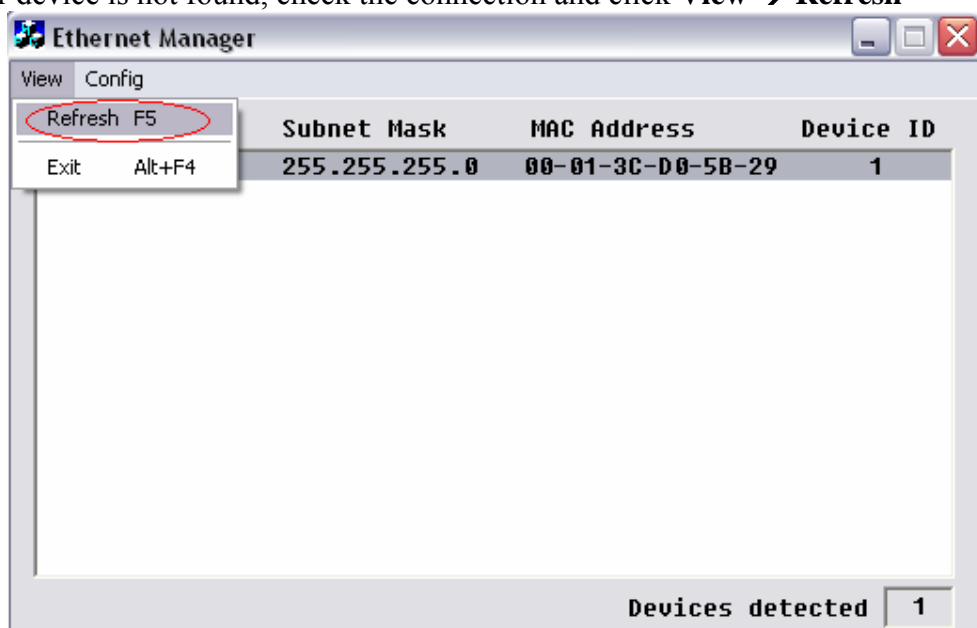 device is not found, check the connection and click View → Refresh
Ethernet Manager
View Config
Refresh F5
Exit Alt+F4
Subnet Mask MAC Address Device ID
255.255.255.0 00-01-3C-D0-5B-29 1
Devices detected 1